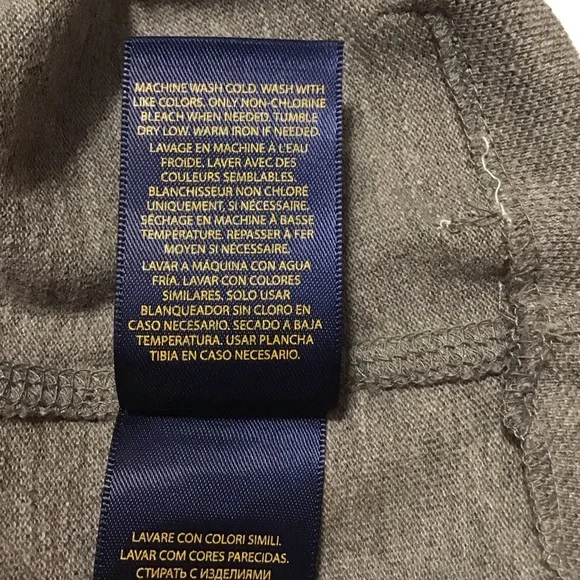 MACHINE WASH COLD. WASH WITH
LIKE COLORS. ONLY NON-CHLORINE
BLEACH WHEN NEEDED. TUMBLE
DRY LOW. WARM IRON IF NEEDED.
LAVAGE EN MACHINE À L'EAU
FROIDE. LAVER AVEC DES
COULEURS SEMBLABLES.
BLANCHISSEUR NON CHLORÉ
UNIQUEMENT, SI NÉCESSAIRE.
SÉCHAGE EN MACHINE À BASSE
TEMPÉRATURE. REPASSER À FER
MOYEN SI NÉCESSAIRE.
LAVAR A MÁQUINA CON AGUA
FRÍA. LAVAR CON COLORES
SIMILARES. SOLO USAR
BLANQUEADOR SIN CLORO EN
CASO NECESARIO. SECADO A BAJA
TEMPERATURA. USAR PLANCHA
TIBIA EN CASO NECESARIO.
LAVARE CON COLORI SIMILI.
LAVAR COM CORES PARECIDAS.
СТИРАТЬ С ИЗДЕЛИЯМИ